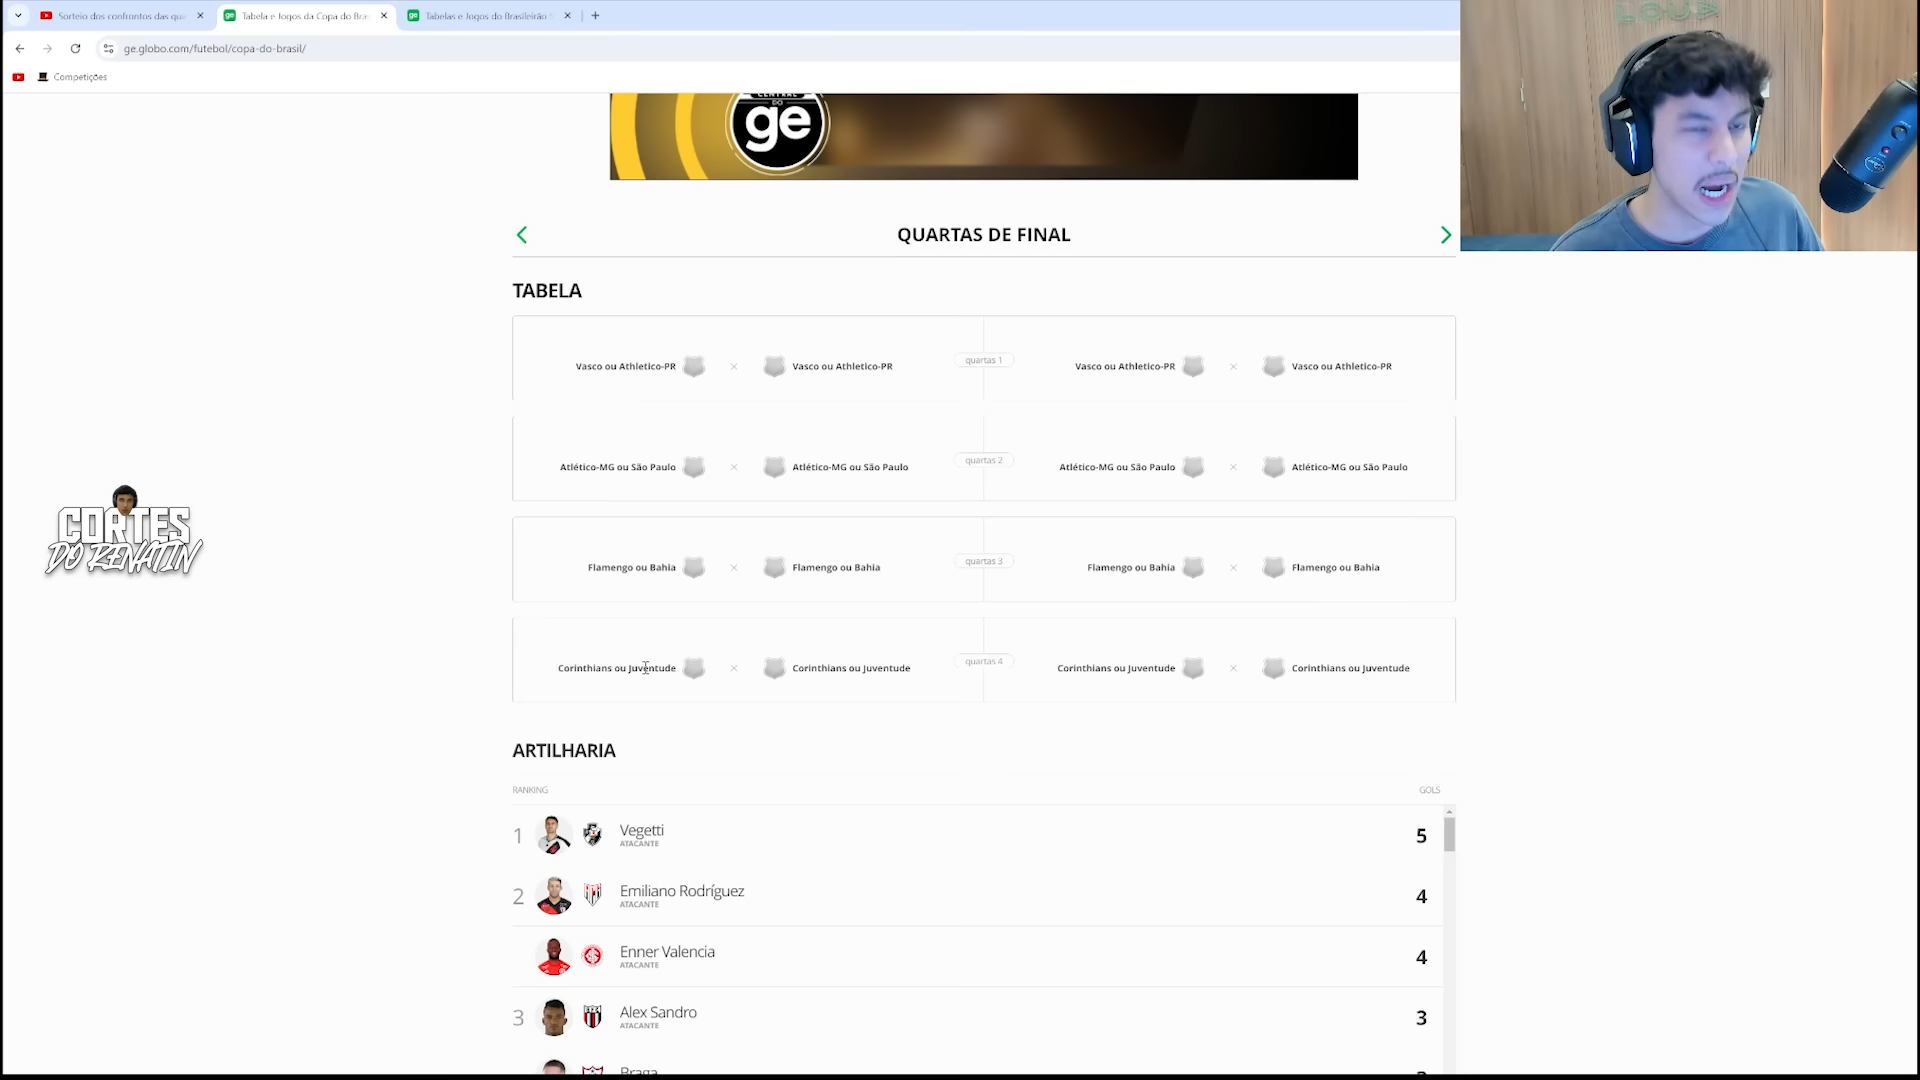 Sorteio dos confrontos das qua
Tabela e Jogos da Copa do Bras
Tabelas e Jogos do Brasileirão
ge.globo.com/futebol/copa-do-brasil/
Competições
CENTRAL
DO
ge
QUARTAS DE FINAL
TABELA
Vasco ou Athletico-PR × Vasco ou Athletico-PR quartas 1 Vasco ou Athletico-PR × Vasco ou Athletico-PR
Atlético-MG ou São Paulo × Atlético-MG ou São Paulo quartas 2 Atlético-MG ou São Paulo × Atlético-MG ou São Paulo
Flamengo ou Bahia × Flamengo ou Bahia quartas 3 Flamengo ou Bahia × Flamengo ou Bahia
Corinthians ou Juventude × Corinthians ou Juventude quartas 4 Corinthians ou Juventude × Corinthians ou Juventude
CORTES
DO RENATIN
ARTILHARIA
RANKING GOLS
1 Vegetti 5
ATACANTE
2 Emiliano Rodríguez 4
ATACANTE
Enner Valencia 4
ATACANTE
3 Alex Sandro 3
ATACANTE
Braga